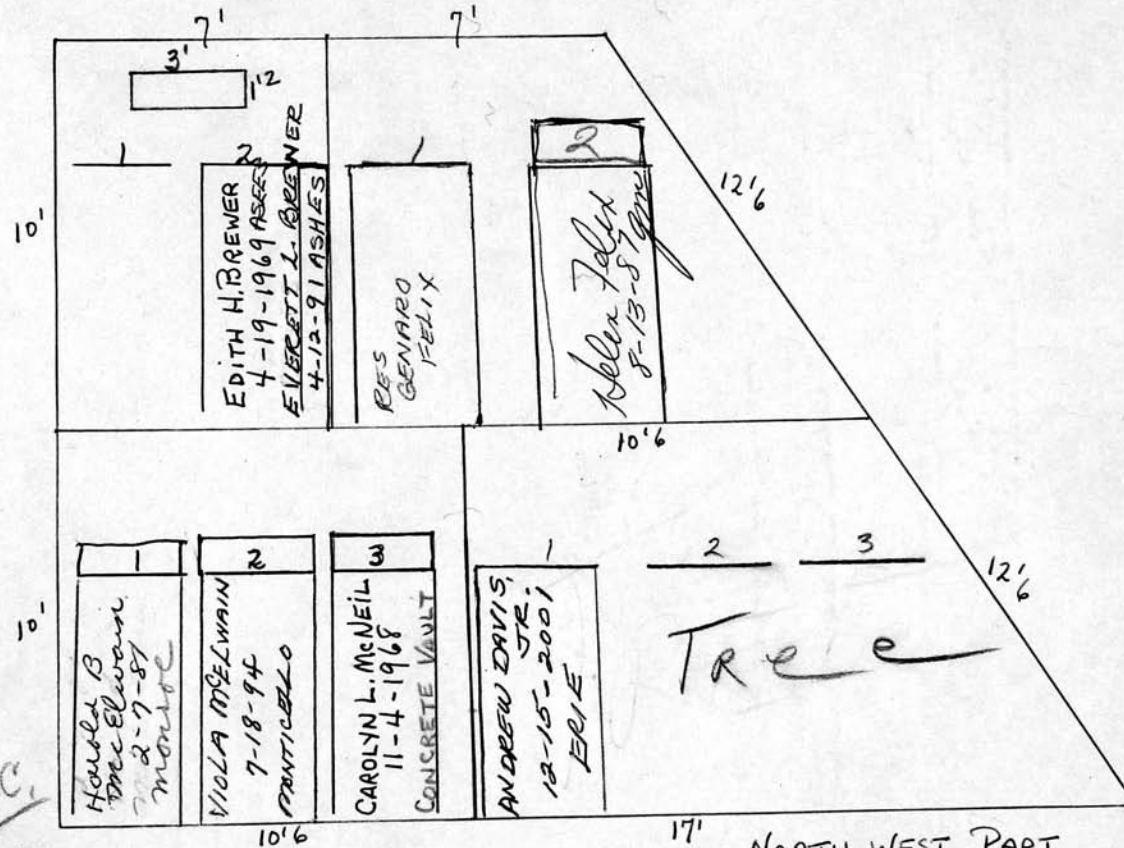 7'
7'
3'
1'2
10'
1
2
EDITH H. BREWER
4-19-1969 ASHES
EVERETT L. BREWER
4-12-91 ASHES
1
RES
GENARO
FELIX
2
Helen Felix
8-13-87
12'6
10'6
10'
1
Harold B
McElwain
2-7-81
Monroe
2
VIOLA McELWAIN
7-18-94
MONTICELLO
3
CAROLYN L. McNEIL
11-4-1968
CONCRETE VAULT
1
ANDREW DAVIS,
JR.
12-15-2001
ERIE
2
3
Tree
12'6
10'6
17'
NORTH WEST PART